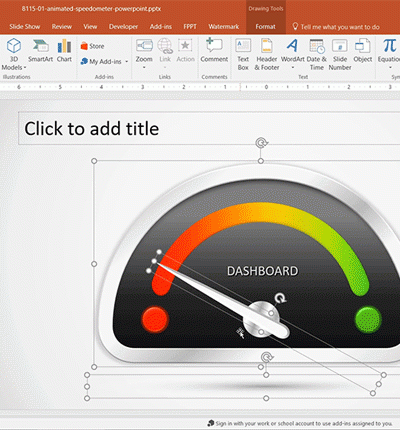 8115-01-animated-speedometer-powerpoint.pptx
Drawing Tools
Slide Show Review View Developer Add-ins FPPT Watermark Format Tell me what you want to do
3D Models SmartArt Chart
Store
My Add-ins
Zoom Link Action
Comment
Text Box Header & Footer WordArt Date & Time Slide Number Object
Equation
Illustrations Add-ins Links Comments Text
6 5 4 3 2 1 0 1 2 3
Click to add title
DASHBOARD
Sign in with your work or school account to use add-ins assigned to you.